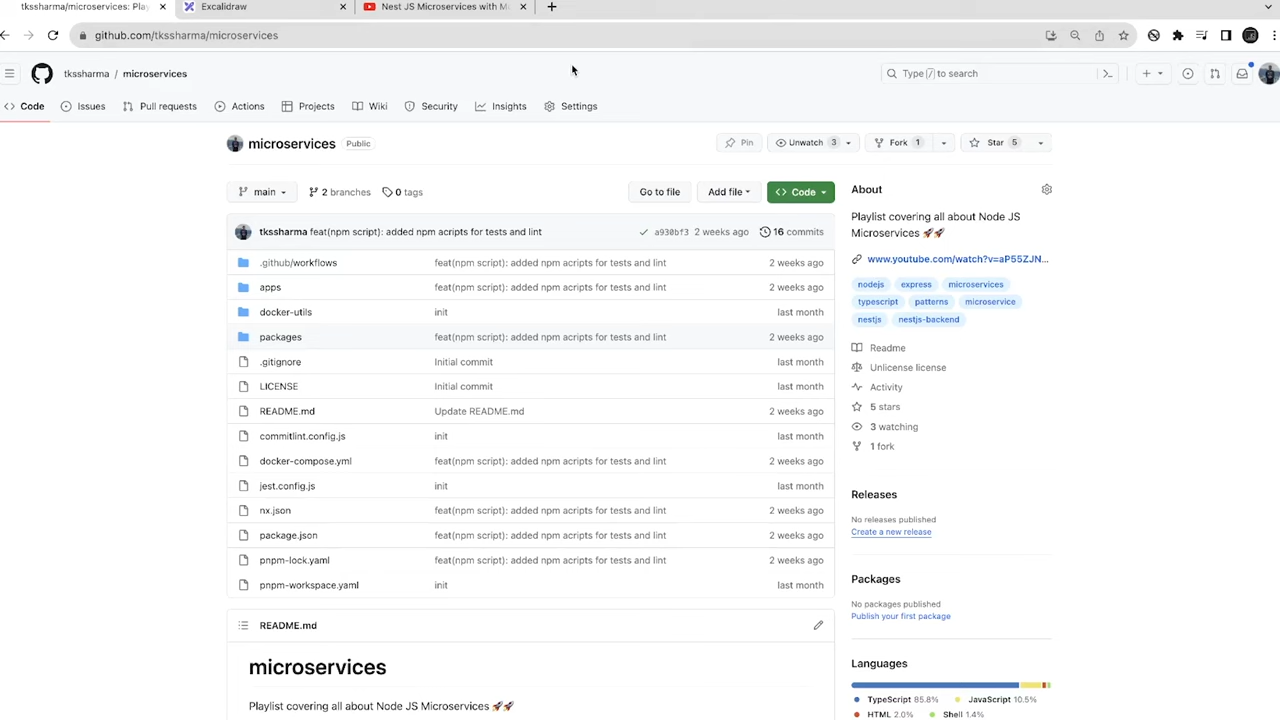 tkssharma/microservices: Play
Excalidraw
Nest JS Microservices with M
github.com/tkssharma/microservices
tkssharma / microservices
Type / to search
Code
Issues
Pull requests
Actions
Projects
Wiki
Security
Insights
Settings
microservices Public
Pin
Unwatch 3
Fork 1
Star 5
main
2 branches
0 tags
Go to file
Add file
Code
tkssharma feat(npm script): added npm acripts for tests and lint a930bf3 2 weeks ago 16 commits
.github/workflows feat(npm script): added npm acripts for tests and lint 2 weeks ago
apps feat(npm script): added npm acripts for tests and lint 2 weeks ago
docker-utils init last month
packages feat(npm script): added npm acripts for tests and lint 2 weeks ago
.gitignore Initial commit last month
LICENSE Initial commit last month
README.md Update README.md 2 weeks ago
commitlint.config.js init last month
docker-compose.yml feat(npm script): added npm acripts for tests and lint 2 weeks ago
jest.config.js init last month
nx.json feat(npm script): added npm acripts for tests and lint 2 weeks ago
package.json feat(npm script): added npm acripts for tests and lint 2 weeks ago
pnpm-lock.yaml feat(npm script): added npm acripts for tests and lint 2 weeks ago
pnpm-workspace.yaml init last month
README.md
microservices
Playlist covering all about Node JS Microservices 🚀🚀
About
Playlist covering all about Node JS
Microservices 🚀🚀
www.youtube.com/watch?v=aP55ZJN...
nodejs express microservices
typescript patterns microservice
nestjs nestjs-backend
Readme
Unlicense license
Activity
5 stars
3 watching
1 fork
Releases
No releases published
Create a new release
Packages
No packages published
Publish your first package
Languages
TypeScript 85.8% JavaScript 10.5%
HTML 2.0% Shell 1.4%